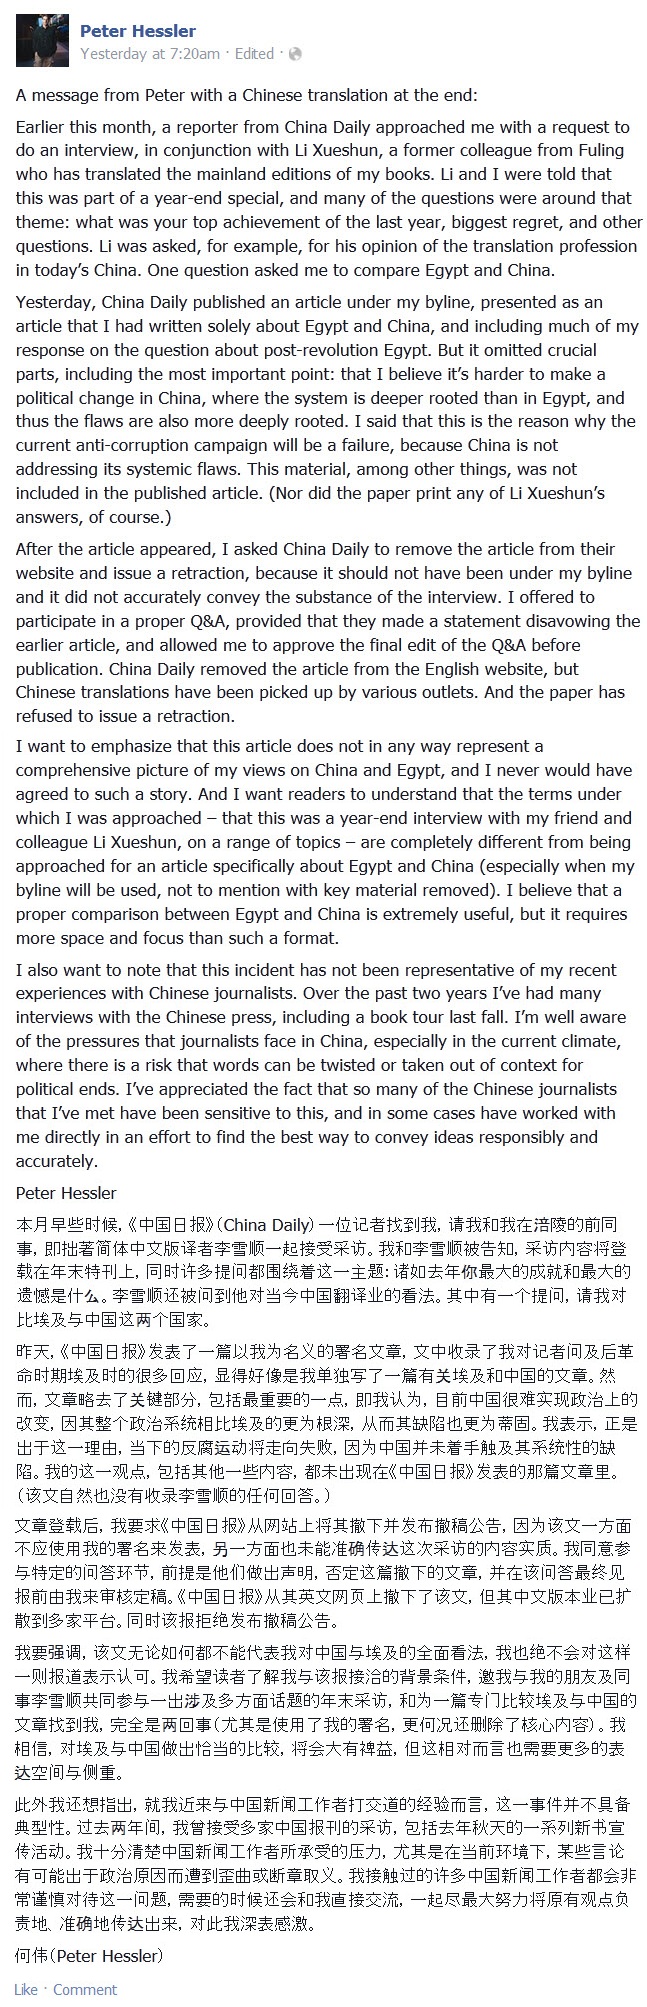 Peter Hessler
Yesterday at 7:20am · Edited ·
A message from Peter with a Chinese translation at the end:
Earlier this month, a reporter from China Daily approached me with a request to
do an interview, in conjunction with Li Xueshun, a former colleague from Fuling
who has translated the mainland editions of my books. Li and I were told that
this was part of a year-end special, and many of the questions were around that
theme: what was your top achievement of the last year, biggest regret, and other
questions. Li was asked, for example, for his opinion of the translation profession
in today's China. One question asked me to compare Egypt and China.
Yesterday, China Daily published an article under my byline, presented as an
article that I had written solely about Egypt and China, and including much of my
response on the question about post-revolution Egypt. But it omitted crucial
parts, including the most important point: that I believe it's harder to make a
political change in China, where the system is deeper rooted than in Egypt, and
thus the flaws are also more deeply rooted. I said that this is the reason why the
current anti-corruption campaign will be a failure, because China is not
addressing its systemic flaws. This material, among other things, was not
included in the published article. (Nor did the paper print any of Li Xueshun's
answers, of course.)
After the article appeared, I asked China Daily to remove the article from their
website and issue a retraction, because it should not have been under my byline
and it did not accurately convey the substance of the interview. I offered to
participate in a proper Q&A, provided that they made a statement disavowing the
earlier article, and allowed me to approve the final edit of the Q&A before
publication. China Daily removed the article from the English website, but
Chinese translations have been picked up by various outlets. And the paper has
refused to issue a retraction.
I want to emphasize that this article does not in any way represent a
comprehensive picture of my views on China and Egypt, and I never would have
agreed to such a story. And I want readers to understand that the terms under
which I was approached – that this was a year-end interview with my friend and
colleague Li Xueshun, on a range of topics – are completely different from being
approached for an article specifically about Egypt and China (especially when my
byline will be used, not to mention with key material removed). I believe that a
proper comparison between Egypt and China is extremely useful, but it requires
more space and focus than such a format.
I also want to note that this incident has not been representative of my recent
experiences with Chinese journalists. Over the past two years I've had many
interviews with the Chinese press, including a book tour last fall. I'm well aware
of the pressures that journalists face in China, especially in the current climate,
where there is a risk that words can be twisted or taken out of context for
political ends. I've appreciated the fact that so many of the Chinese journalists
that I've met have been sensitive to this, and in some cases have worked with
me directly in an effort to find the best way to convey ideas responsibly and
accurately.
Peter Hessler
本月早些时候，《中国日报》（China Daily）一位记者找到我，请我和我在涪陵的前同
事，即拙著简体中文版译者李雪顺一起接受采访。我和李雪顺被告知，采访内容将登
载在年末特刊上，同时许多提问都围绕着这一主题：诸如去年你最大的成就和最大的
遗憾是什么。李雪顺还被问到他对当今中国翻译业的看法。其中有一个提问，请我对
比埃及与中国这两个国家。
昨天，《中国日报》发表了一篇以我为名义的署名文章，文中收录了我对记者问及后革
命时期埃及时的很多回应，显得好像是我单独写了一篇有关埃及和中国的文章。然
而，文章略去了关键部分，包括最重要的一点，即我认为，目前中国很难实现政治上的
改变，因其整个政治系统相比埃及的更为根深，从而其缺陷也更为蒂固。我表示，正是
出于这一理由，当下的反腐运动将走向失败，因为中国并未着手触及其系统性的缺
陷。我的这一观点，包括其他一些内容，都未出现在《中国日报》发表的那篇文章里。
（该文自然也没有收录李雪顺的任何回答。）
文章登载后，我要求《中国日报》从网站上将其撤下并发布撤稿公告，因为该文一方面
不应使用我的署名来发表，另一方面也未能准确传达这次采访的内容实质。我同意参
与特定的问答环节，前提是他们做出声明，否定这篇撤下的文章，并在该问答最终见
报前由我来审核定稿。《中国日报》从其英文网页上撤下了该文，但其中文版本业已扩
散到多家平台。同时该报拒绝发布撤稿公告。
我要强调，该文无论如何都不能代表我对中国与埃及的全面看法，我也绝不会对这样
一则报道表示认可。我希望读者了解我与该报接洽的背景条件，邀我与我的朋友及同
事李雪顺共同参与一出涉及多方面话题的年末采访，和为一篇专门比较埃及与中国的
文章找到我，完全是两回事（尤其是使用了我的署名，更何况还删除了核心内容）。我
相信，对埃及与中国做出恰当的比较，将会大有裨益，但这相对而言也需要更多的表
达空间与侧重。
此外我还想指出，就我近来与中国新闻工作者打交道的经验而言，这一事件并不具备
典型性。过去两年间，我曾接受多家中国报刊的采访，包括去年秋天的一系列新书宣
传活动。我十分清楚中国新闻工作者所承受的压力，尤其是在当前环境下，某些言论
有可能出于政治原因而遭到歪曲或断章取义。我接触过的许多中国新闻工作者都会非
常谨慎对待这一问题，需要的时候还会和我直接交流，一起尽最大努力将原有观点负
责地、准确地传达出来，对此我深表感激。
何伟（Peter Hessler）
Like · Comment